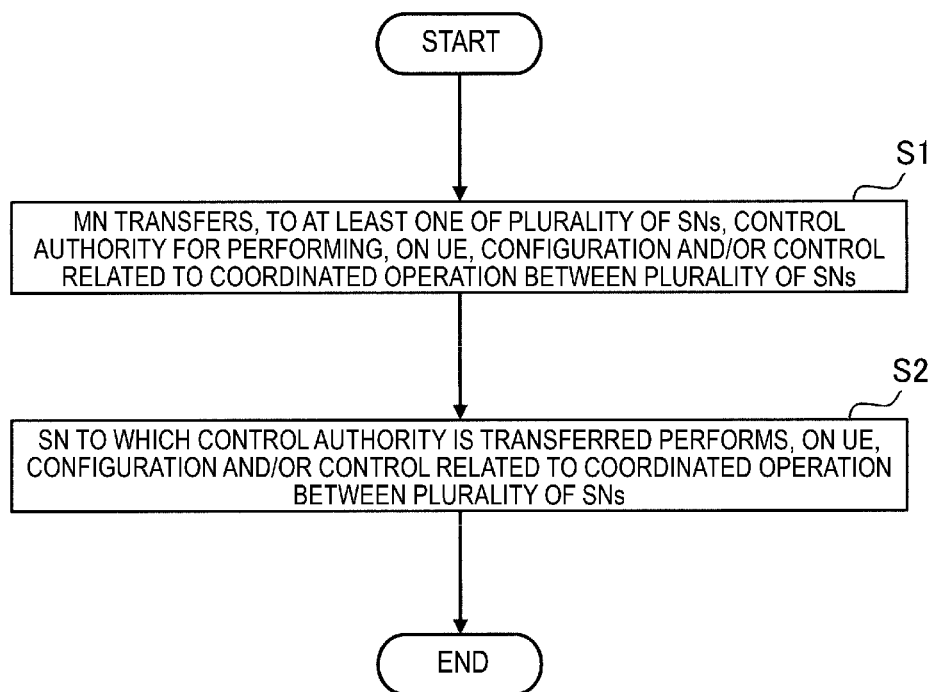 START
S1
MN TRANSFERS, TO AT LEAST ONE OF PLURALITY OF SNs, CONTROL
AUTHORITY FOR PERFORMING, ON UE, CONFIGURATION AND/OR CONTROL
RELATED TO COORDINATED OPERATION BETWEEN PLURALITY OF SNs
S2
SN TO WHICH CONTROL AUTHORITY IS TRANSFERRED PERFORMS, ON UE,
CONFIGURATION AND/OR CONTROL RELATED TO COORDINATED OPERATION
BETWEEN PLURALITY OF SNs
END